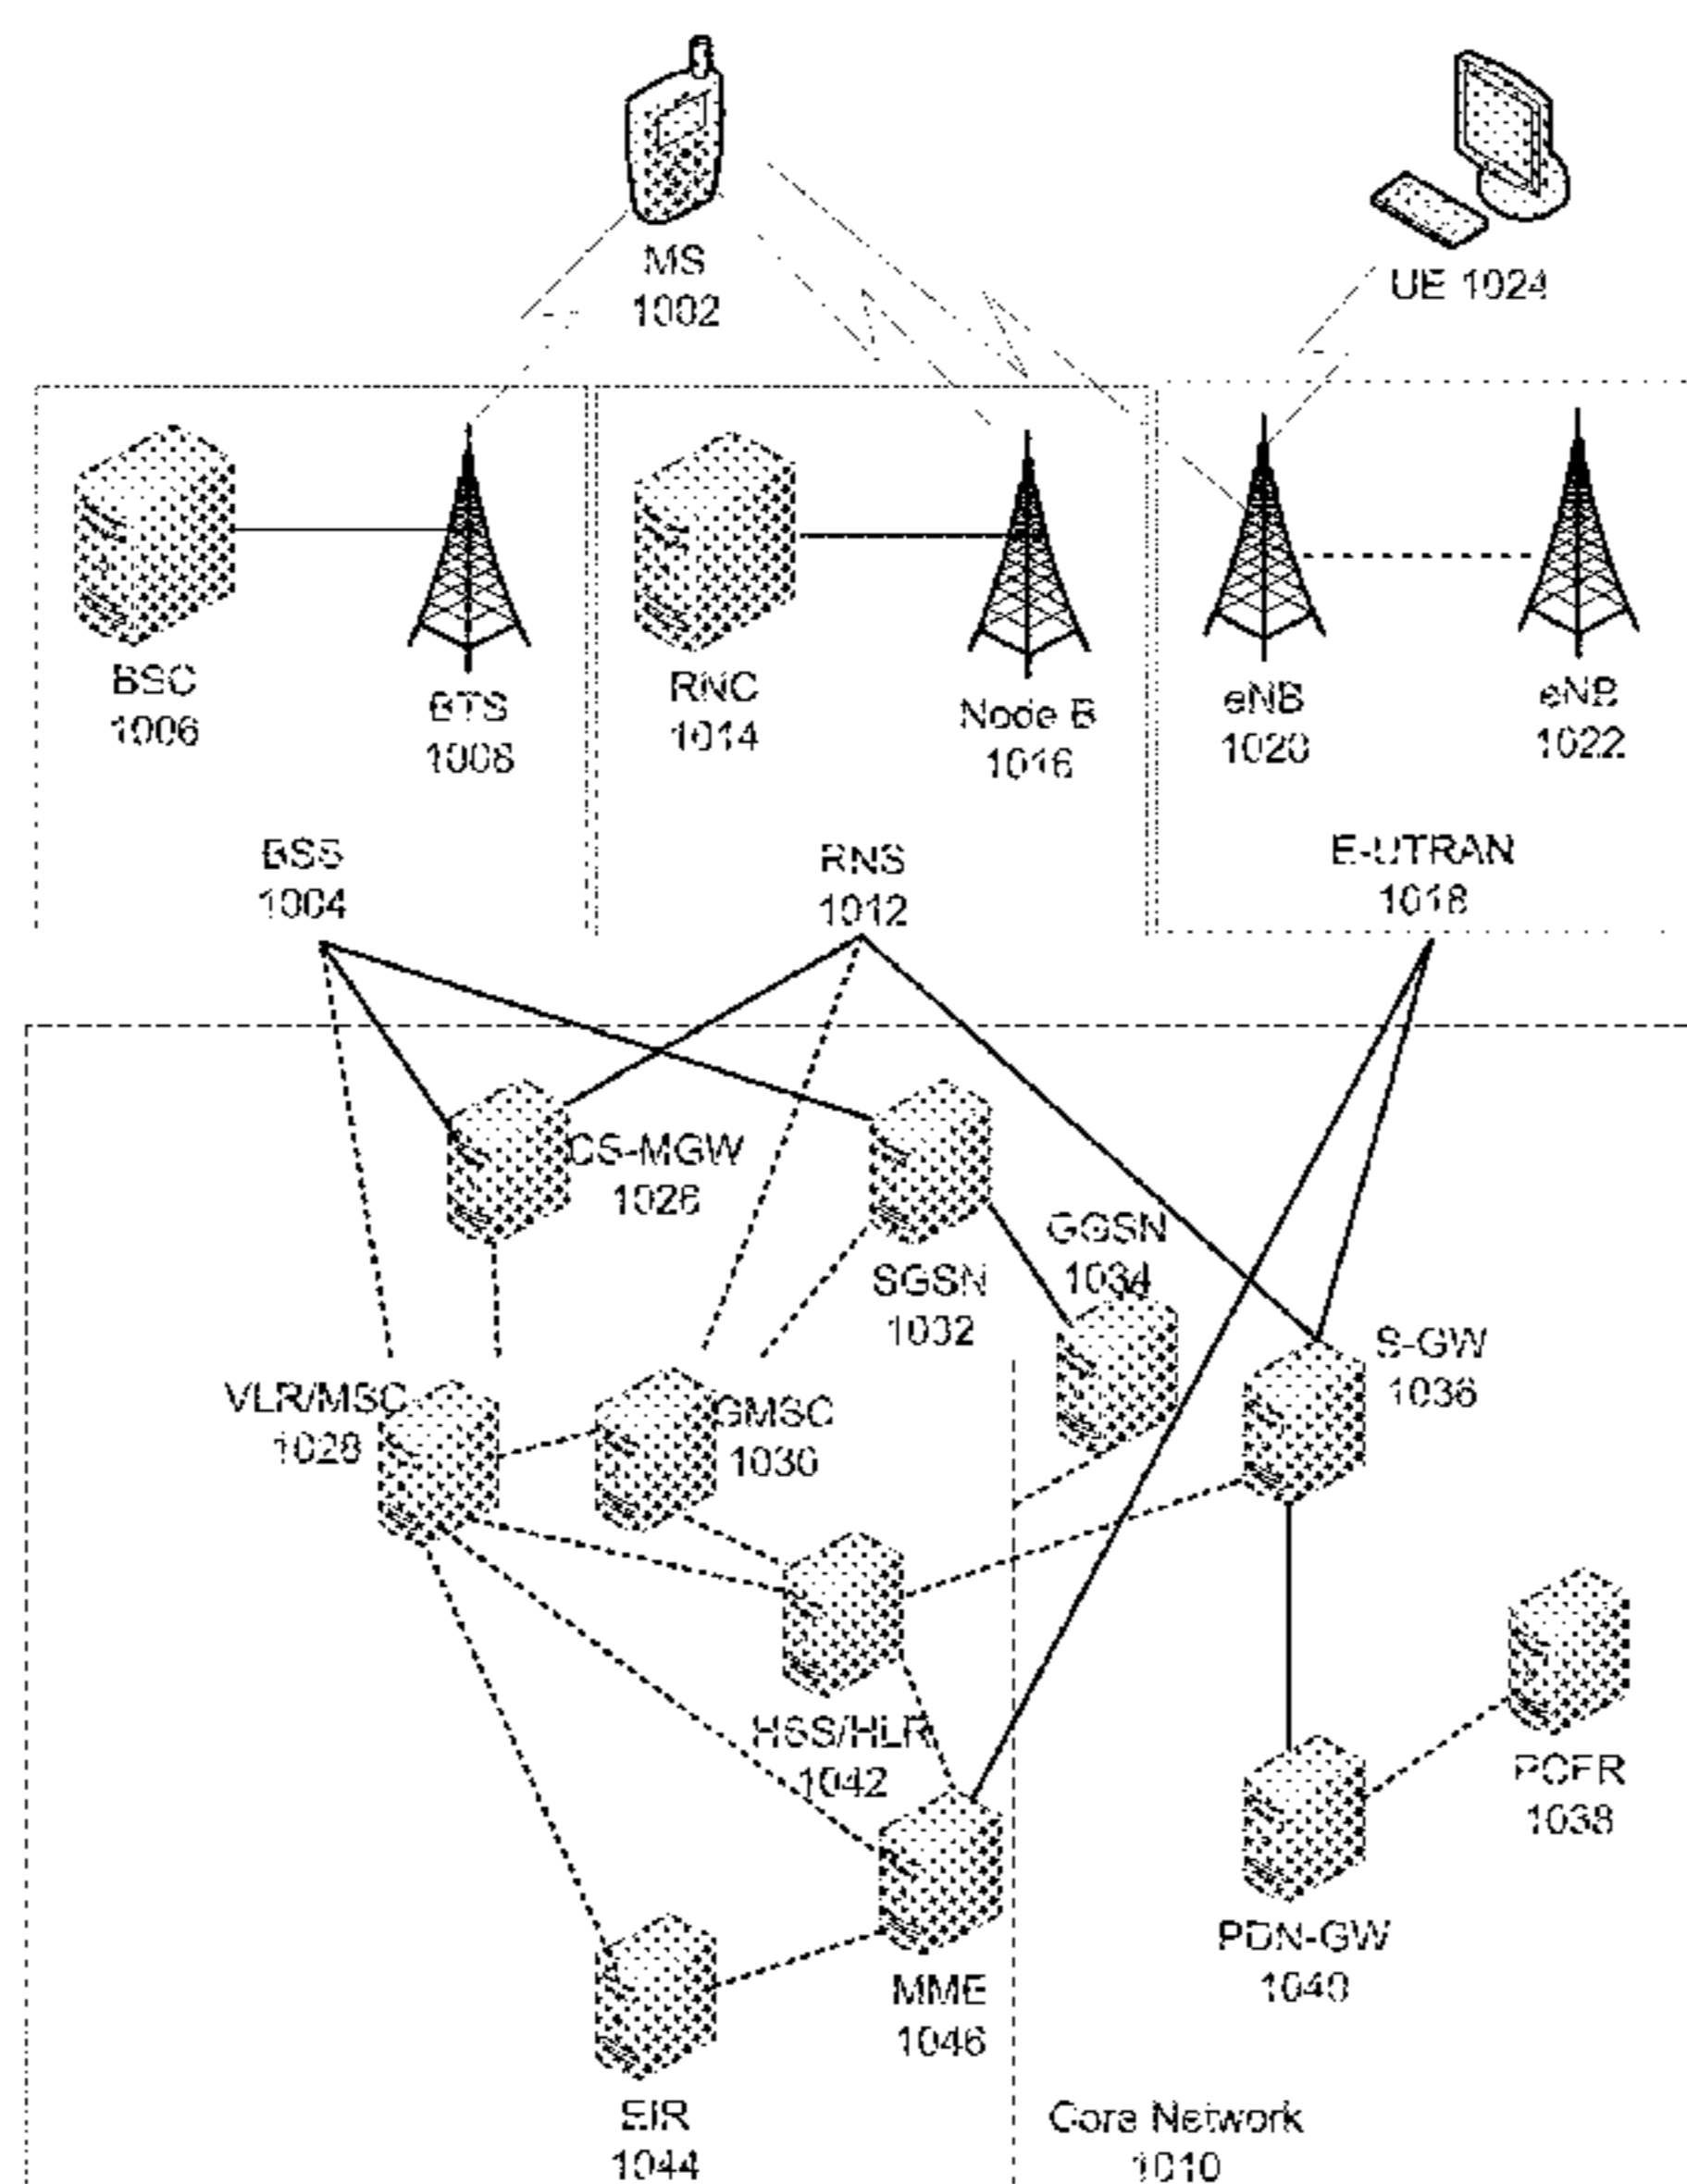 MS
1002
UE 1024
BSC
1006
BTS
1008
RNC
1014
Node B
1016
eNB
1020
eNB
1022
BSS
1004
RNS
1012
E-UTRAN
1018
CS-MGW
1026
SGSN
1032
GGSN
1034
S-GW
1036
VLR/MSC
1028
GMSC
1030
HSS/HLR
1042
PCFR
1038
PDN-GW
1040
MME
1046
EIR
1044
Core Network
1010